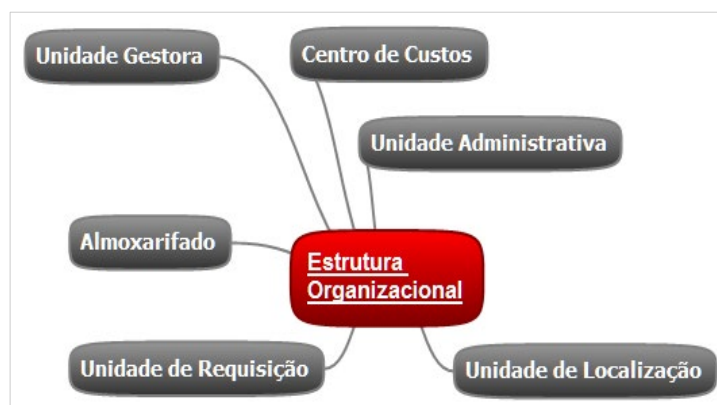 Unidade Gestora
Centro de Custos
Unidade Administrativa
Almoxarifado
Estrutura
Organizacional
Unidade de Requisição
Unidade de Localização